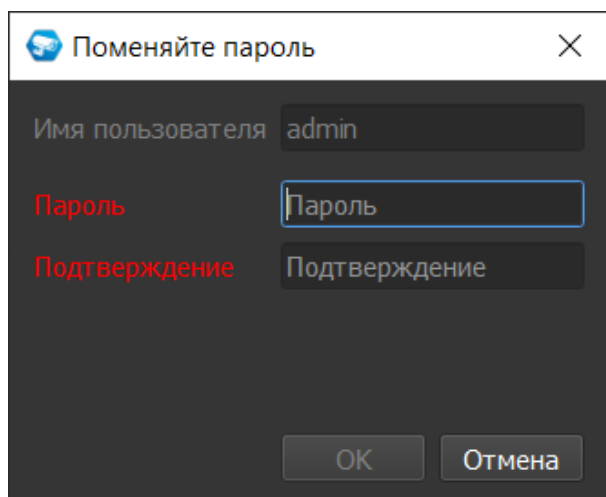 Поменяйте пароль
Имя пользователя admin
Пароль Пароль
Подтверждение Подтверждение
OK Отмена